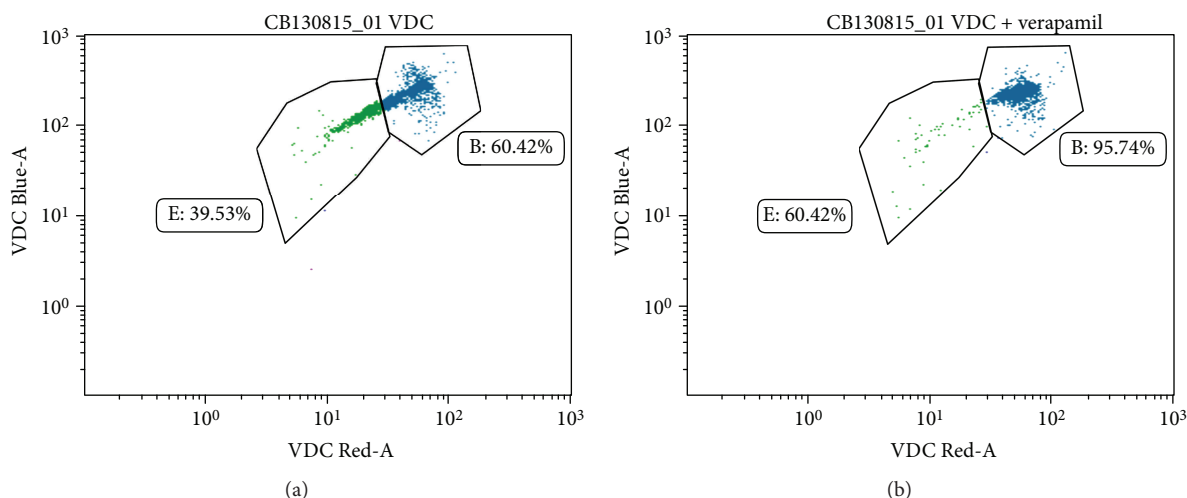 CB130815_01 VDC
10³
10²
10¹
10⁰
VDC Blue-A
B: 60.42%
E: 39.53%
10⁰ 10¹ 10² 10³
VDC Red-A
(a)
CB130815_01 VDC + verapamil
10³
10²
10¹
10⁰
VDC Blue-A
B: 95.74%
E: 60.42%
10⁰ 10¹ 10² 10³
VDC Red-A
(b)